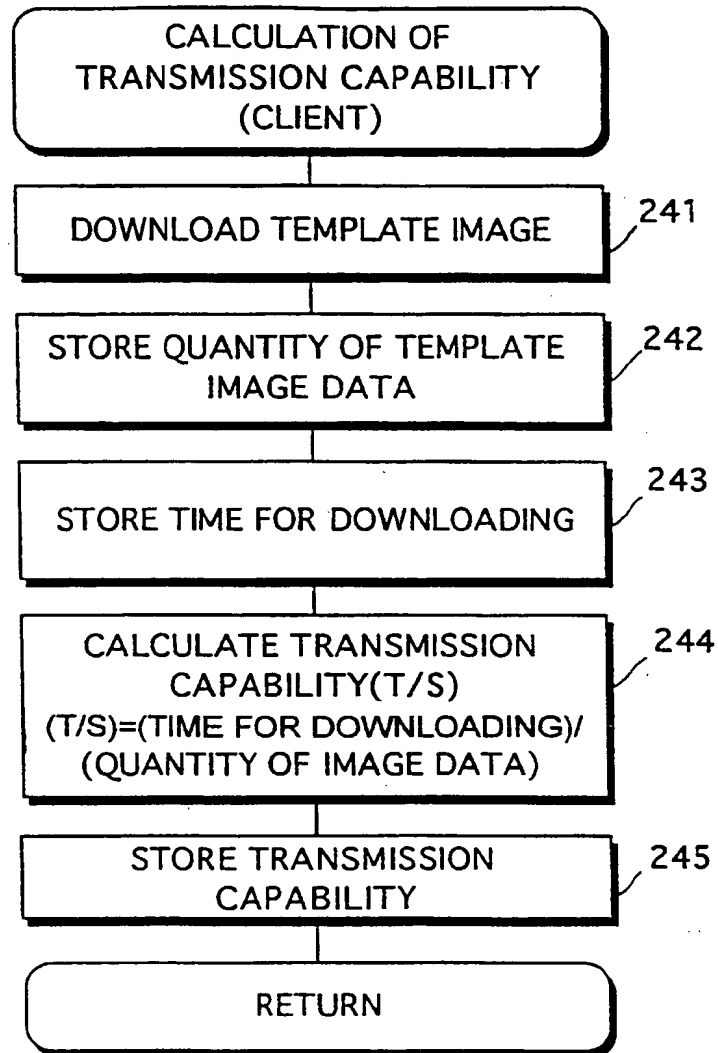 CALCULATION OF
TRANSMISSION CAPABILITY
(CLIENT)
DOWNLOAD TEMPLATE IMAGE
241
STORE QUANTITY OF TEMPLATE
IMAGE DATA
242
STORE TIME FOR DOWNLOADING
243
CALCULATE TRANSMISSION
CAPABILITY(T/S)
(T/S)=(TIME FOR DOWNLOADING)/
(QUANTITY OF IMAGE DATA)
244
STORE TRANSMISSION
CAPABILITY
245
RETURN